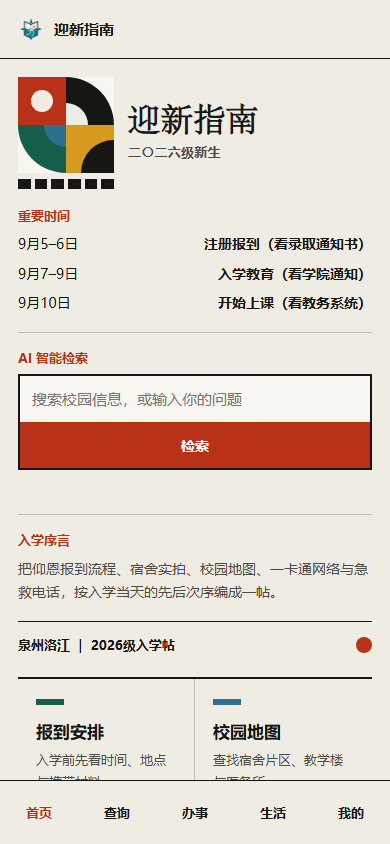 迎新指南
迎新指南
二〇二六级新生
重要时间
9月5–6日
注册报到（看录取通知书）
9月7–9日
入学教育（看学院通知）
9月10日
开始上课（看教务系统）
AI 智能检索
搜索校园信息，或输入你的问题
检索
入学序言
把仰恩报到流程、宿舍实拍、校园地图、一卡通网络与急
救电话，按入学当天的先后次序编成一帖。
泉州洛江 | 2026级入学帖
报到安排
入学前先看时间、地点
校园地图
查找宿舍片区、教学楼
首页
查询
办事
生活
我的